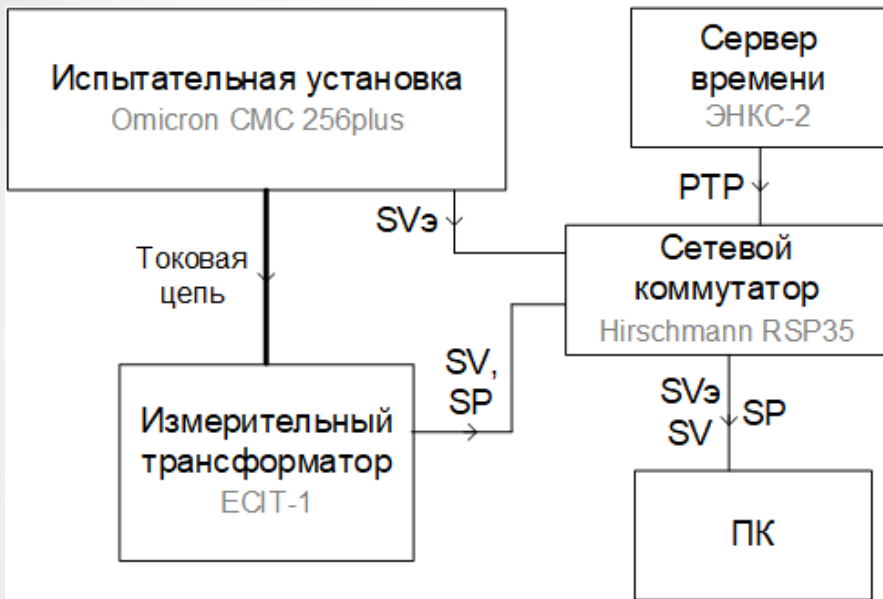 Испытательная установка
Omicron CMC 256plus
Сервер
времени
ЭНКС-2
PTP
SVэ
Токовая
цепь
Сетевой
коммутатор
Hirschmann RSP35
SV,
SP
Измерительный
трансформатор
ECIT-1
SVэ
SV
SP
ПК